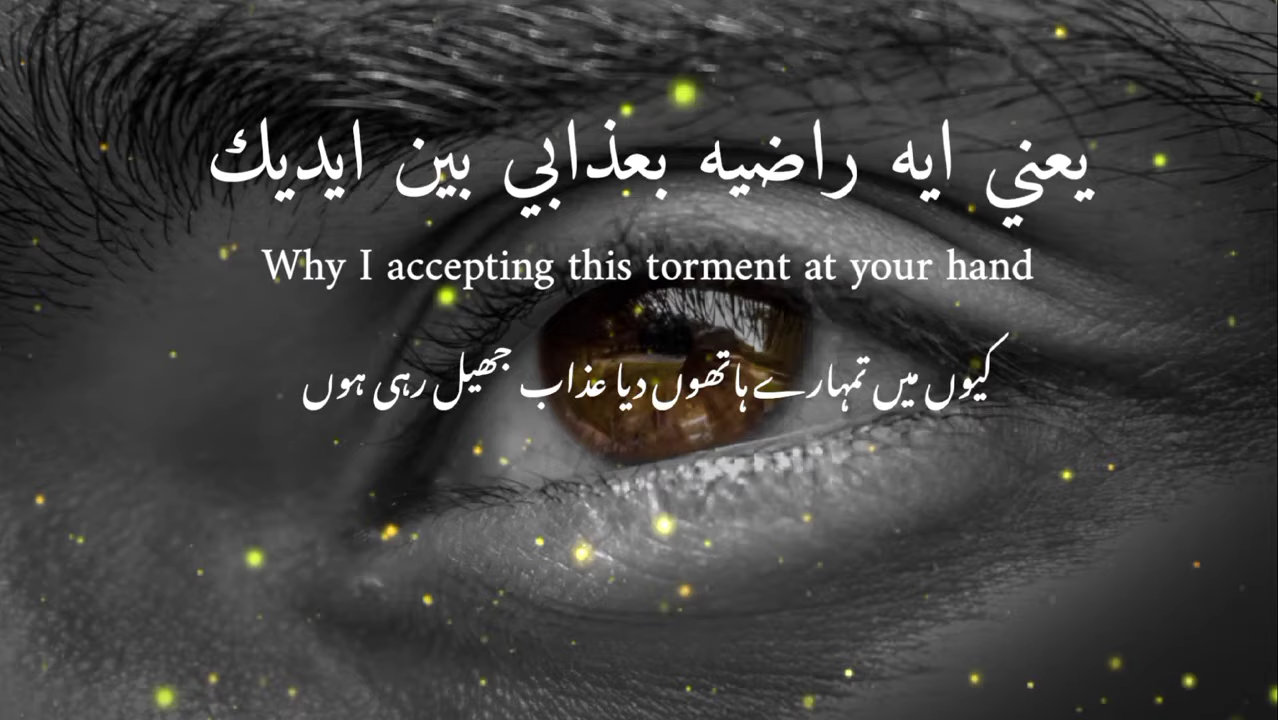 يعني ايه راضيه بعذابي بين ايديك
Why I accepting this torment at your hand
کیوں میں تمہارے ہاتھوں دیا عذاب جھیل رہی ہوں